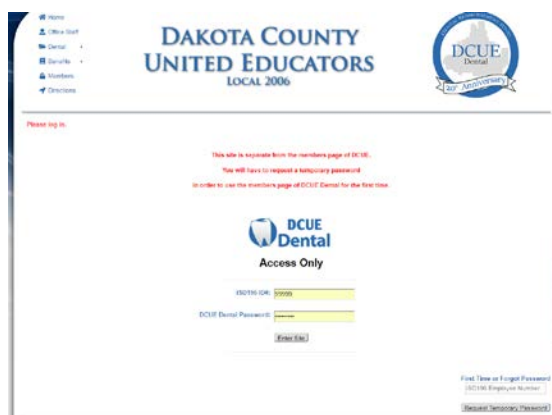 Home
Office Staff
Dental
Benefits
Members
Directions
DAKOTA COUNTY
UNITED EDUCATORS
LOCAL 2006
DCUE
Dental
20th Anniversary
Please log in.
This site is separate from the members page of DCUE.
You will have to request a temporary password
in order to use the members page of DCUE Dental for the first time.
DCUE
Dental
Access Only
ISD196 ID#: 99999
DCUE Dental Password:
Enter Site
First Time or Forgot Password
ISD196 Employee Number
Request Temporary Password